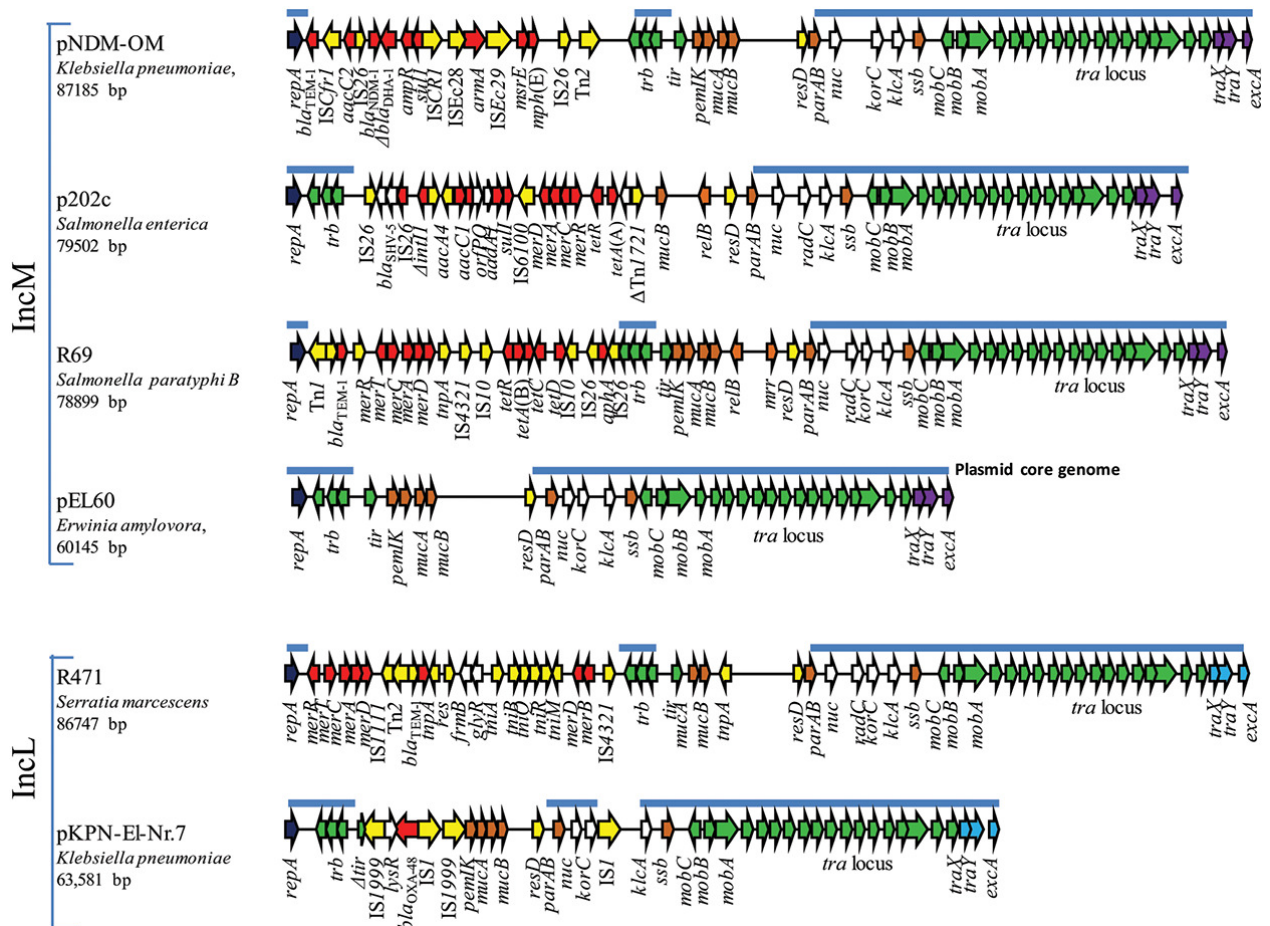 IncM
pNDM-OM
Klebsiella pneumoniae,
87185 bp
repA blaTEM-1 ISCfr1 aacC2 IS26 blaNDM-1 ΔblaDHA-1 ampR sul1 ISCR1 ISEc28 armA ISEc29 msrE mph(E) IS26 Tn2 trb tir pemIK mucA mucB resD parAB nuc korC klcA ssb mobC mobB mobA tra locus traX traY excA
p202c
Salmonella enterica
79502 bp
repA trb IS26 blaSHV-5 IS26 ΔintI1 aacA4 aacC1 orfPQ aadA1 sulI IS6100 merD merA merC merR tetR tetA(A) ΔTn1721 mucB relB resD parAB nuc radC klcA ssb mobC mobB mobA tra locus traX traY excA
R69
Salmonella paratyphi B
78899 bp
repA Tn1 blaTEM-1 merR merT merC merA merD tnpA IS4321 IS10 tetR tetA(B) tetC tetD IS10 IS26 aphA IS26 trb tir pemIK mucA mucB relB mrr resD parAB nuc radC korC klcA ssb mobC mobB mobA tra locus traX traY excA
Plasmid core genome
pEL60
Erwinia amylovora,
60145 bp
repA trb tir pemIK mucA mucB resD parAB nuc korC klcA ssb mobC mobB mobA tra locus traX traY excA
IncL
R471
Serratia marcescens
86747 bp
repA merR merT merC merA merD IS1111 Tn2 blaTEM-1 tnpA res frmB glyR tniA tniB tniQ tniR tniM merD merB IS4321 trb tir mucA mucB tnpA resD parAB nuc radC korC klcA ssb mobC mobB mobA tra locus traX traY excA
pKPN-El-Nr.7
Klebsiella pneumoniae
63,581 bp
repA trb Δtir IS1999 lysR blaOXA-48 IS1 IS1999 pemIK mucA mucB resD parAB nuc korC IS1 klcA ssb mobC mobB mobA tra locus traX traY excA